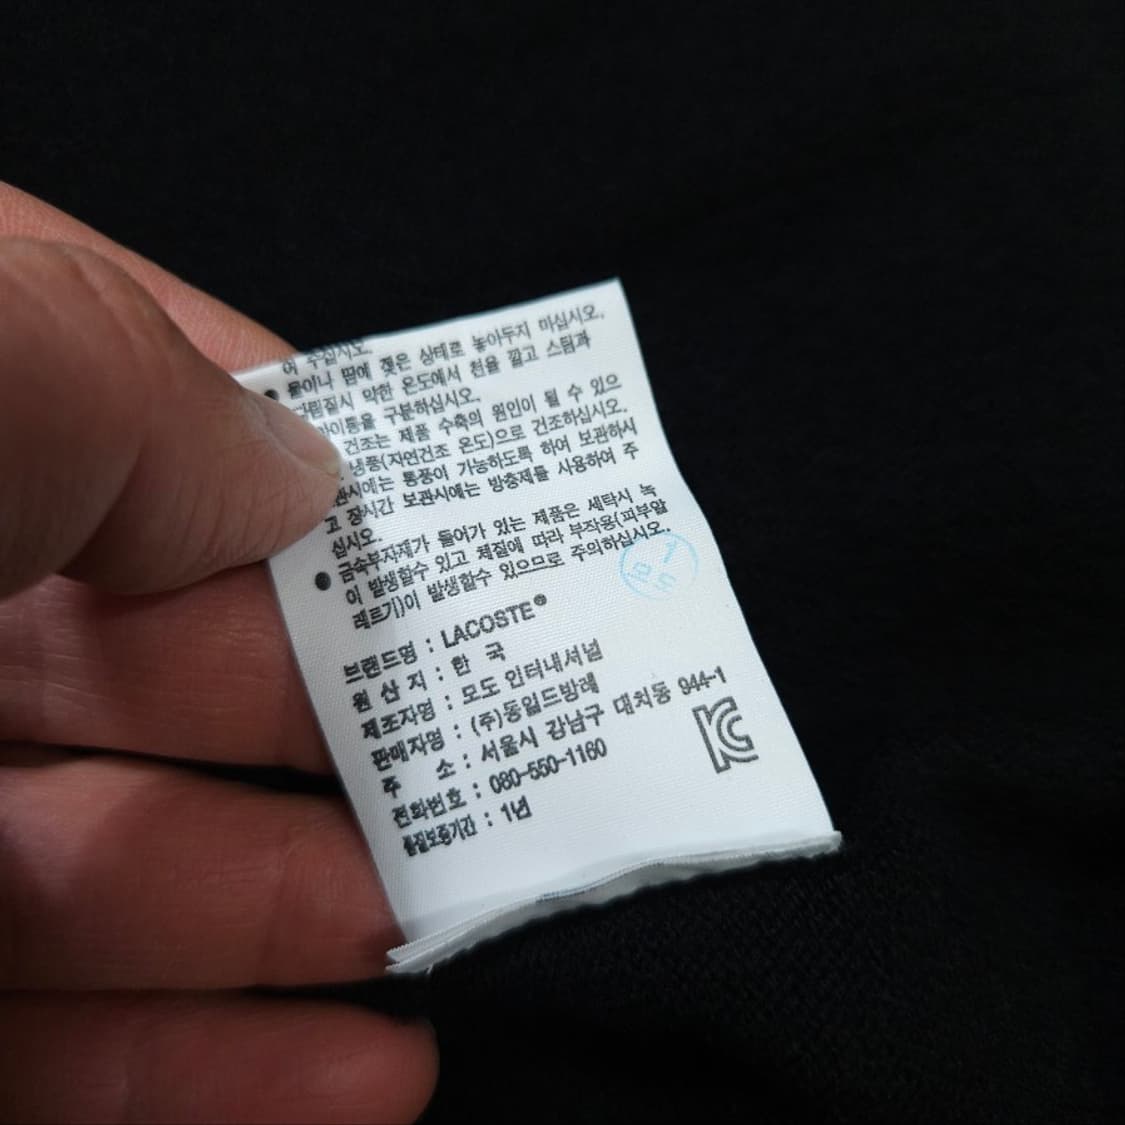 어 주십시오.
물이나 땀에 젖은 상태로 놓아두지 마십시오.
다림질시 약한 온도에서 천을 깔고 스팀과
구분하십시오.
건조는 제품 수축의 원인이 될 수 있으
냉풍(자연건조 온도)으로 건조하십시오.
관시에는 통풍이 가능하도록 하여 보관하시
고 장시간 보관시에는 방충제를 사용하여 주
십시오.
금속부자재가 들어가 있는 제품은 세탁시 녹
이 발생할수 있고 체질에 따라 부작용(피부알
레르기)이 발생할수 있으므로 주의하십시오.
브랜드명 : LACOSTE®
원 산 지 : 한 국
제조자명 : 모도 인터내셔널
판매자명 : (주)동일드방레
주 소 : 서울시 강남구 대치동 944-1
전화번호 : 080-550-1160
품질보증기간 : 1년